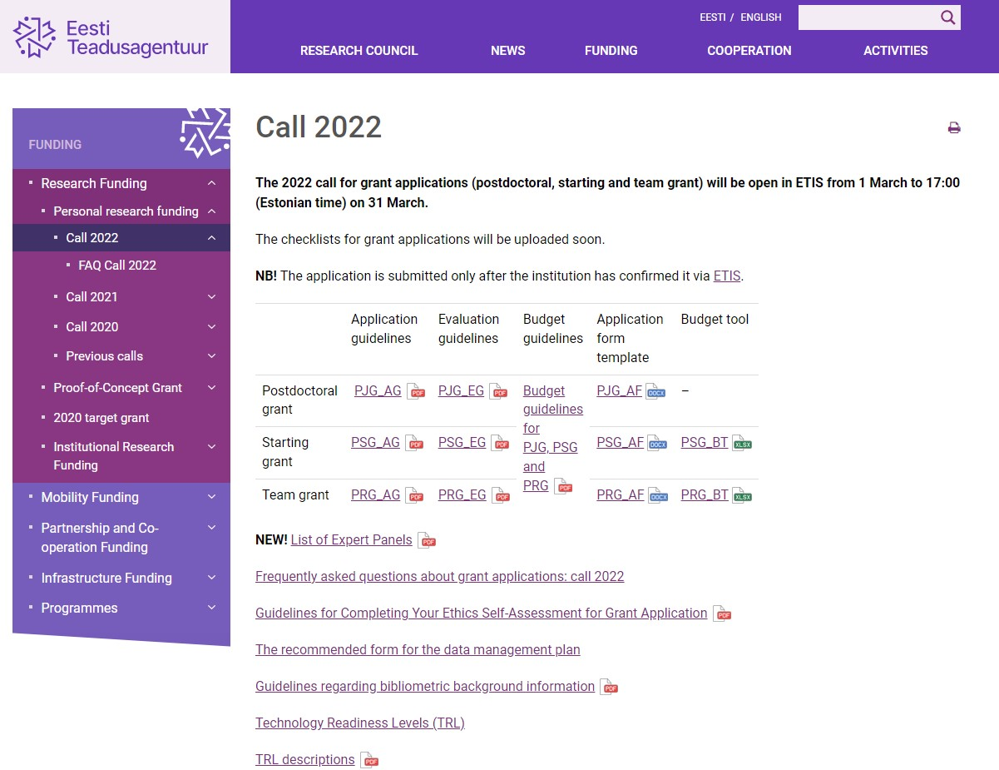 Eesti
Teadusagentuur
EESTI / ENGLISH
RESEARCH COUNCIL NEWS FUNDING COOPERATION ACTIVITIES
FUNDING
Research Funding
Personal research funding
Call 2022
FAQ Call 2022
Call 2021
Call 2020
Previous calls
Proof-of-Concept Grant
2020 target grant
Institutional Research
Funding
Mobility Funding
Partnership and Co-
operation Funding
Infrastructure Funding
Programmes
Call 2022
The 2022 call for grant applications (postdoctoral, starting and team grant) will be open in ETIS from 1 March to 17:00
(Estonian time) on 31 March.
The checklists for grant applications will be uploaded soon.
NB! The application is submitted only after the institution has confirmed it via ETIS.
Application Evaluation Budget Application Budget tool
guidelines guidelines guidelines form
template
Postdoctoral PJG_AG PDF PJG_EG PDF Budget PJG_AF DOCX –
grant guidelines
for
Starting PSG_AG PDF PSG_EG PDF PJG, PSG PSG_AF DOCX PSG_BT XLSX
grant and
PRG PDF
Team grant PRG_AG PDF PRG_EG PDF PRG_AF DOCX PRG_BT XLSX
NEW! List of Expert Panels PDF
Frequently asked questions about grant applications: call 2022
Guidelines for Completing Your Ethics Self-Assessment for Grant Application PDF
The recommended form for the data management plan
Guidelines regarding bibliometric background information PDF
Technology Readiness Levels (TRL)
TRL descriptions PDF